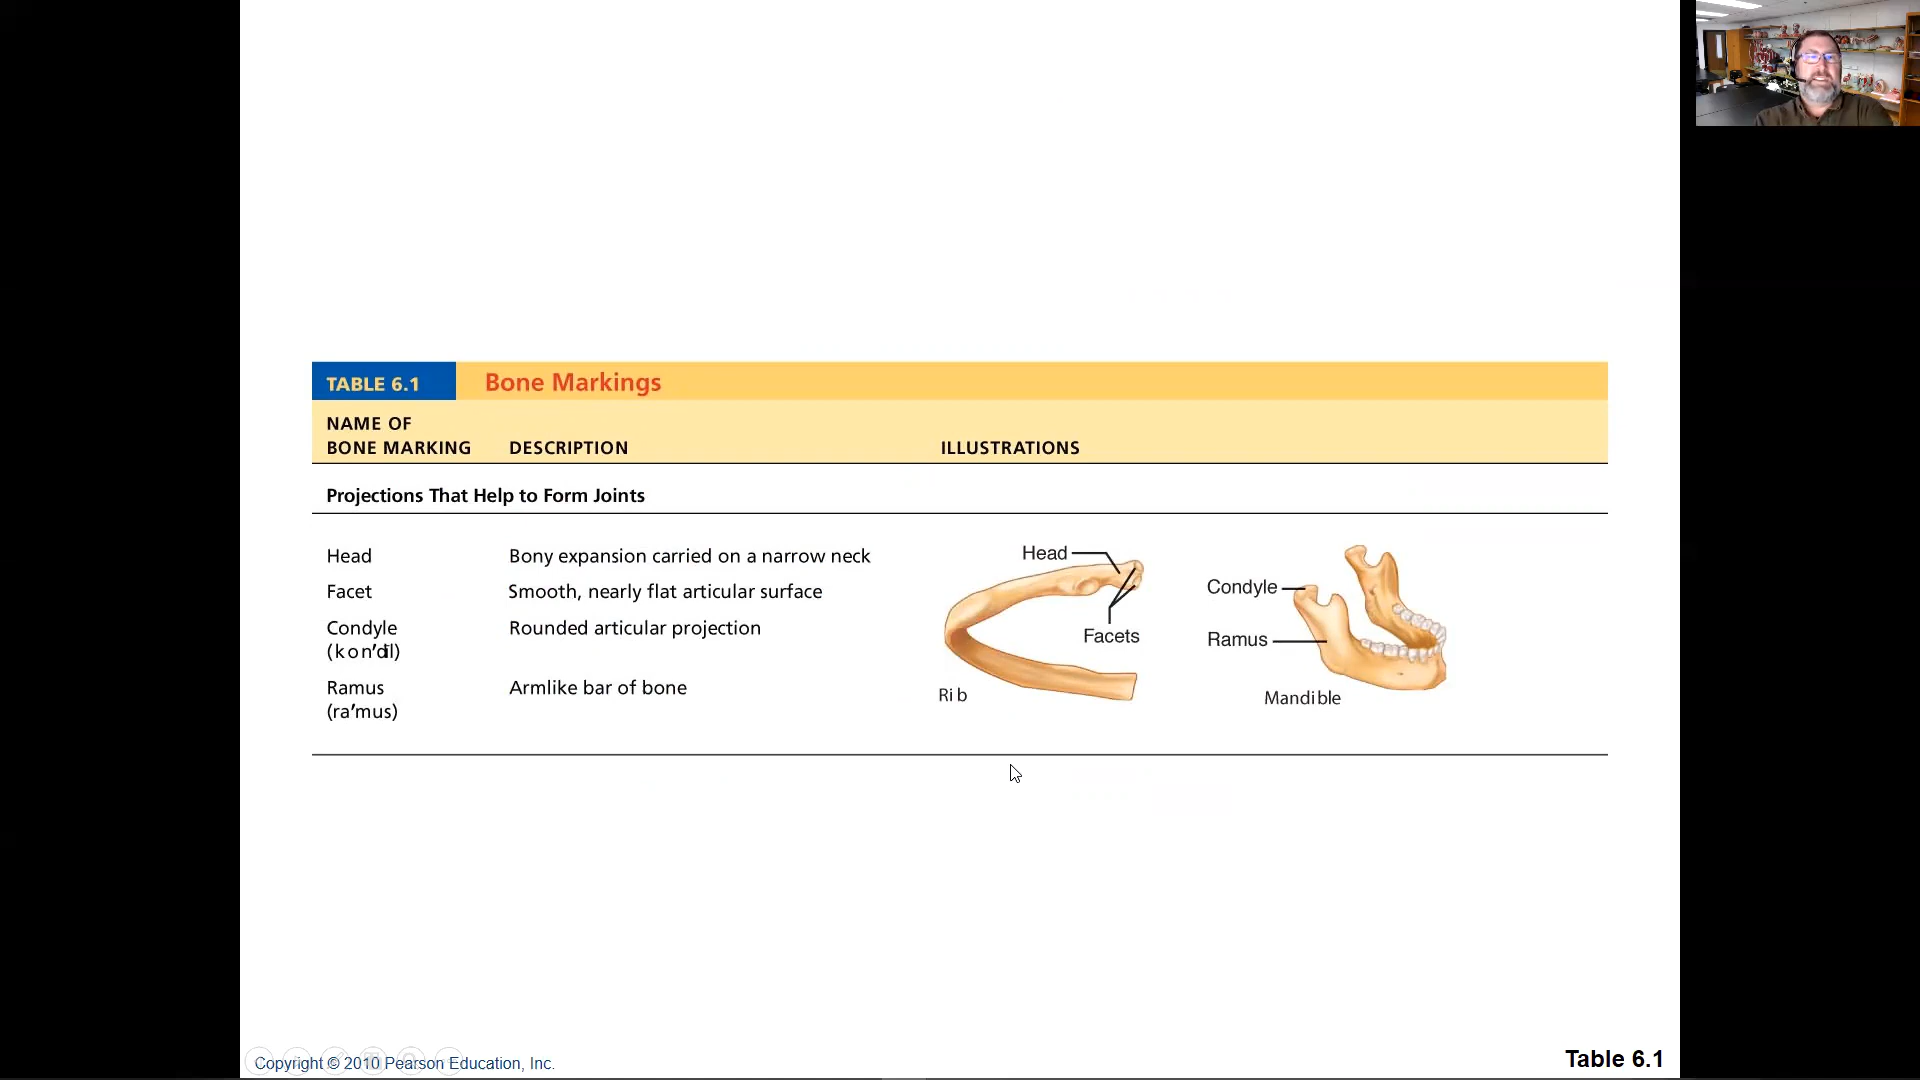 TABLE 6.1 Bone Markings
NAME OF
BONE MARKING DESCRIPTION ILLUSTRATIONS
Projections That Help to Form Joints
Head Bony expansion carried on a narrow neck
Facet Smooth, nearly flat articular surface
Condyle Rounded articular projection
(kon′dil)
Ramus Armlike bar of bone
(ra′mus)
Head
Facets
Rib
Condyle
Ramus
Mandible
Copyright © 2010 Pearson Education, Inc.
Table 6.1